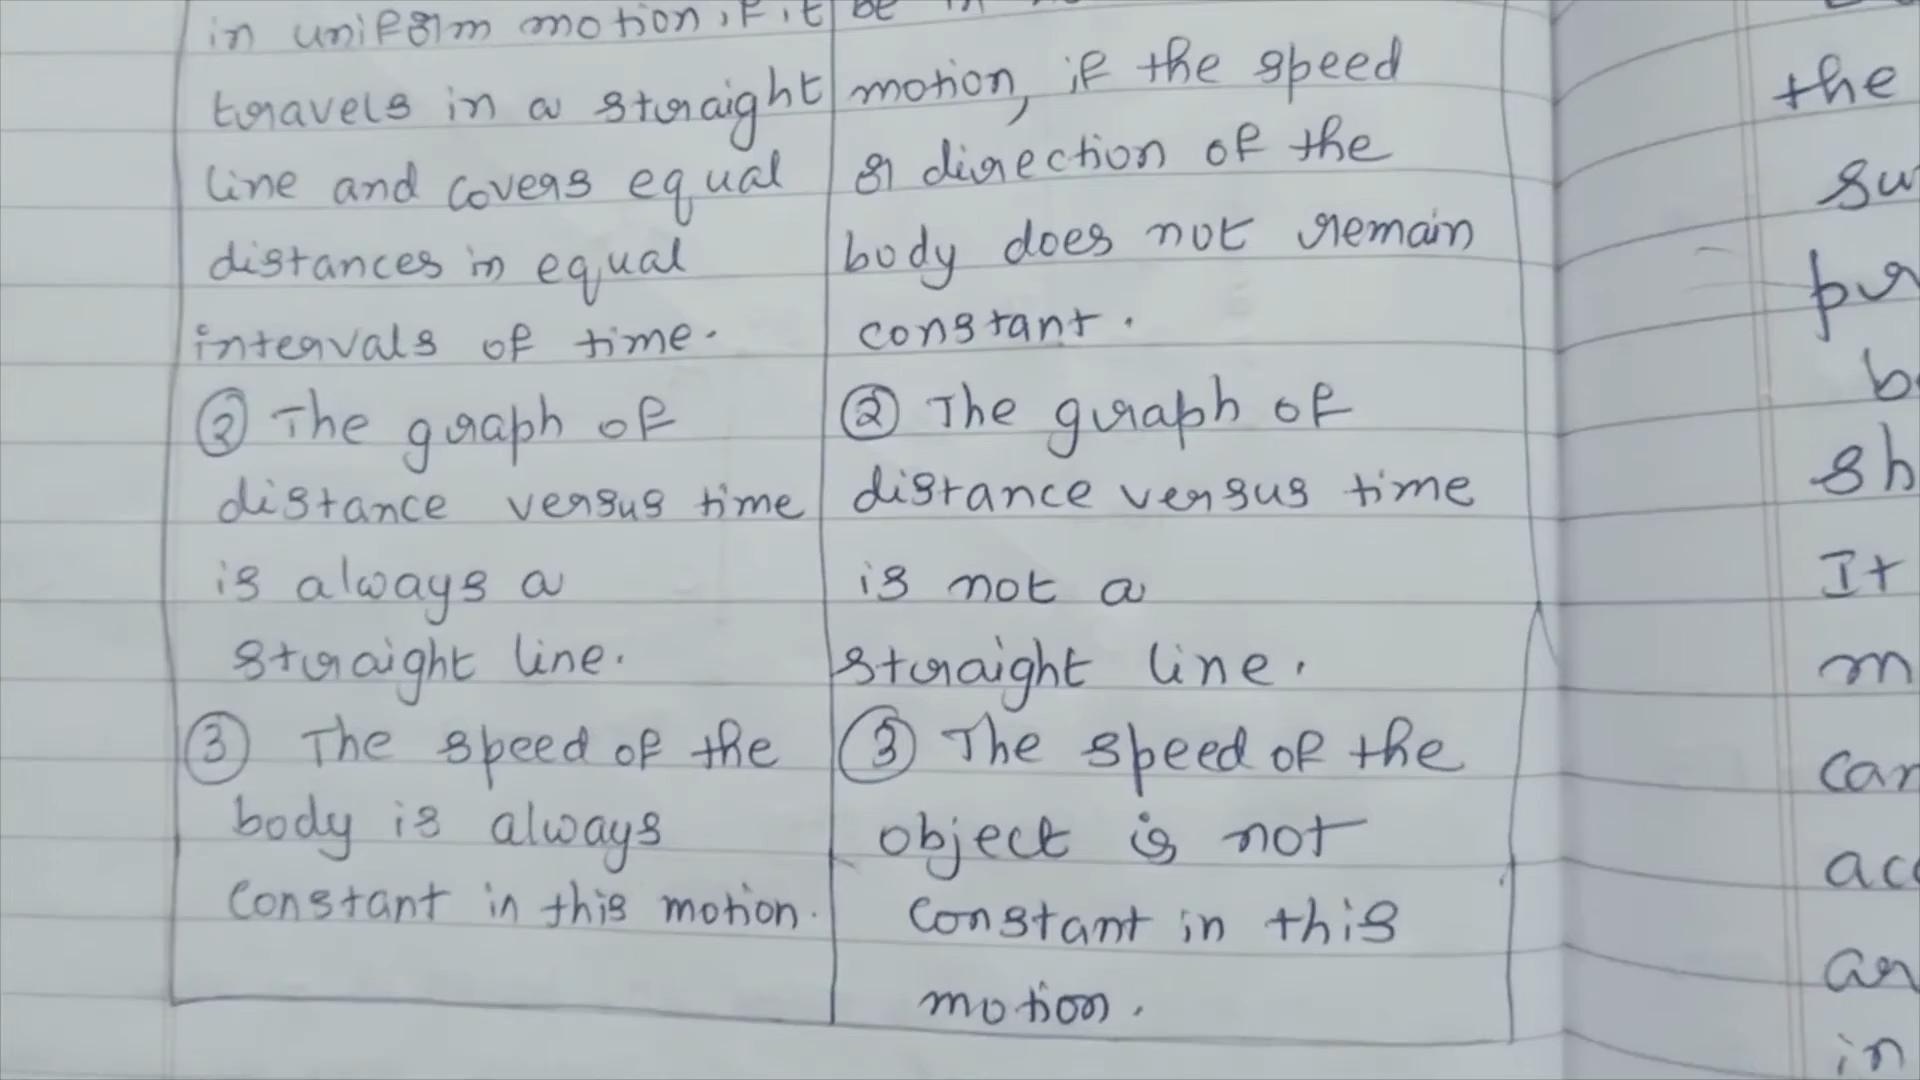 in uniform motion, if it
travels in a straight
line and covers equal
distances in equal
intervals of time.
② The graph of
distance versus time
is always a
straight line.
③ The speed of the
body is always
constant in this motion.
be in
motion, if the speed
or direction of the
body does not remain
constant.
② The graph of
distance versus time
is not a
straight line.
③ The speed of the
object is not
constant in this
motion.
the
It
in